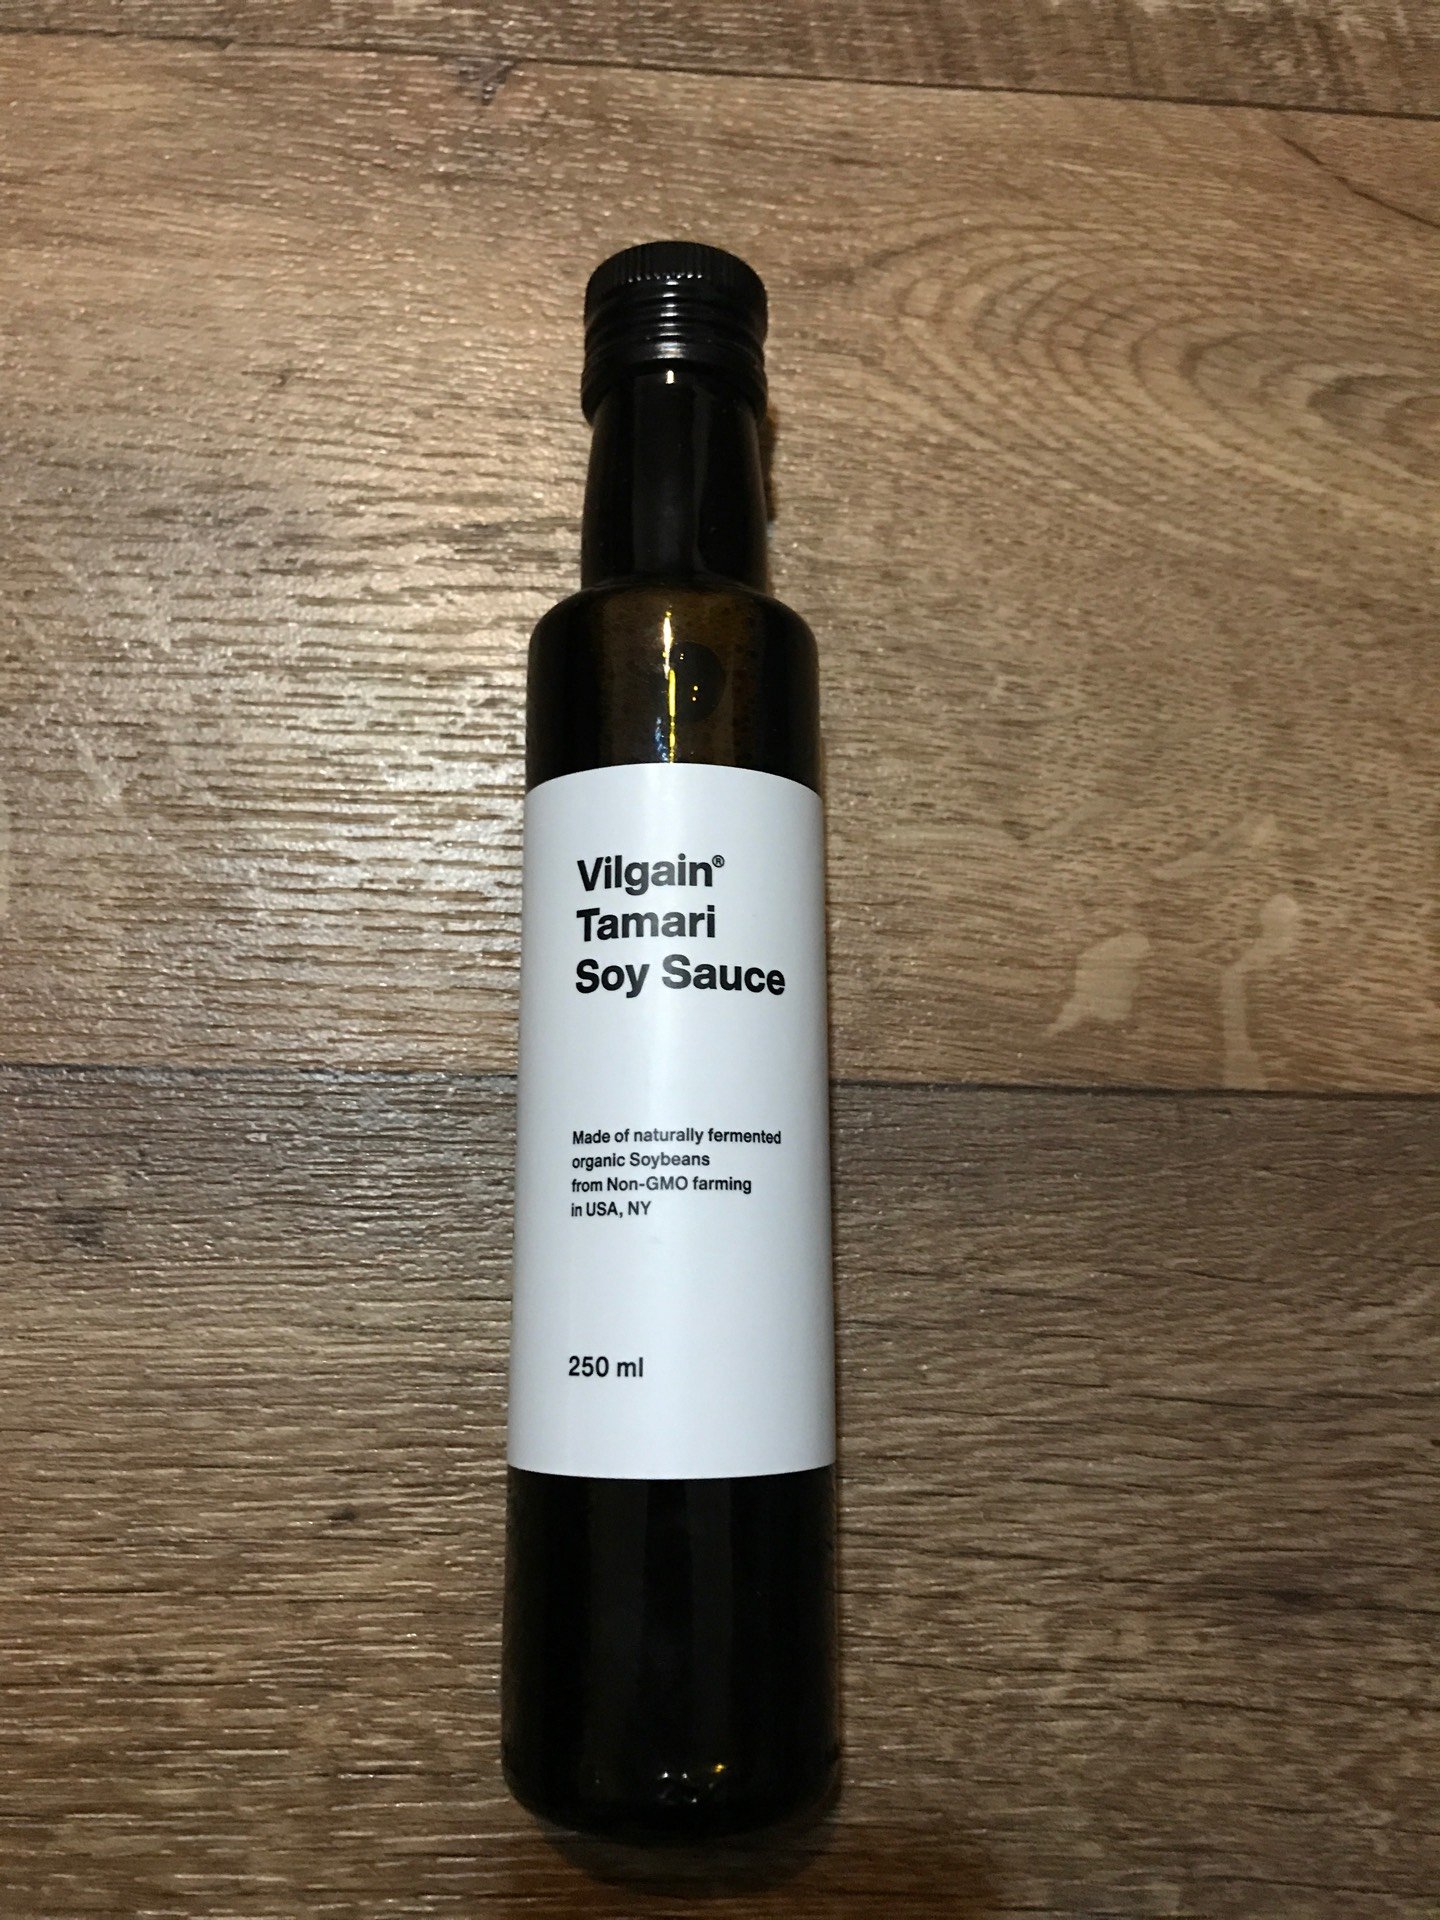 Vilgain®
Tamari
Soy Sauce
Made of naturally fermented
organic Soybeans
from Non-GMO farming
in USA, NY
250 ml